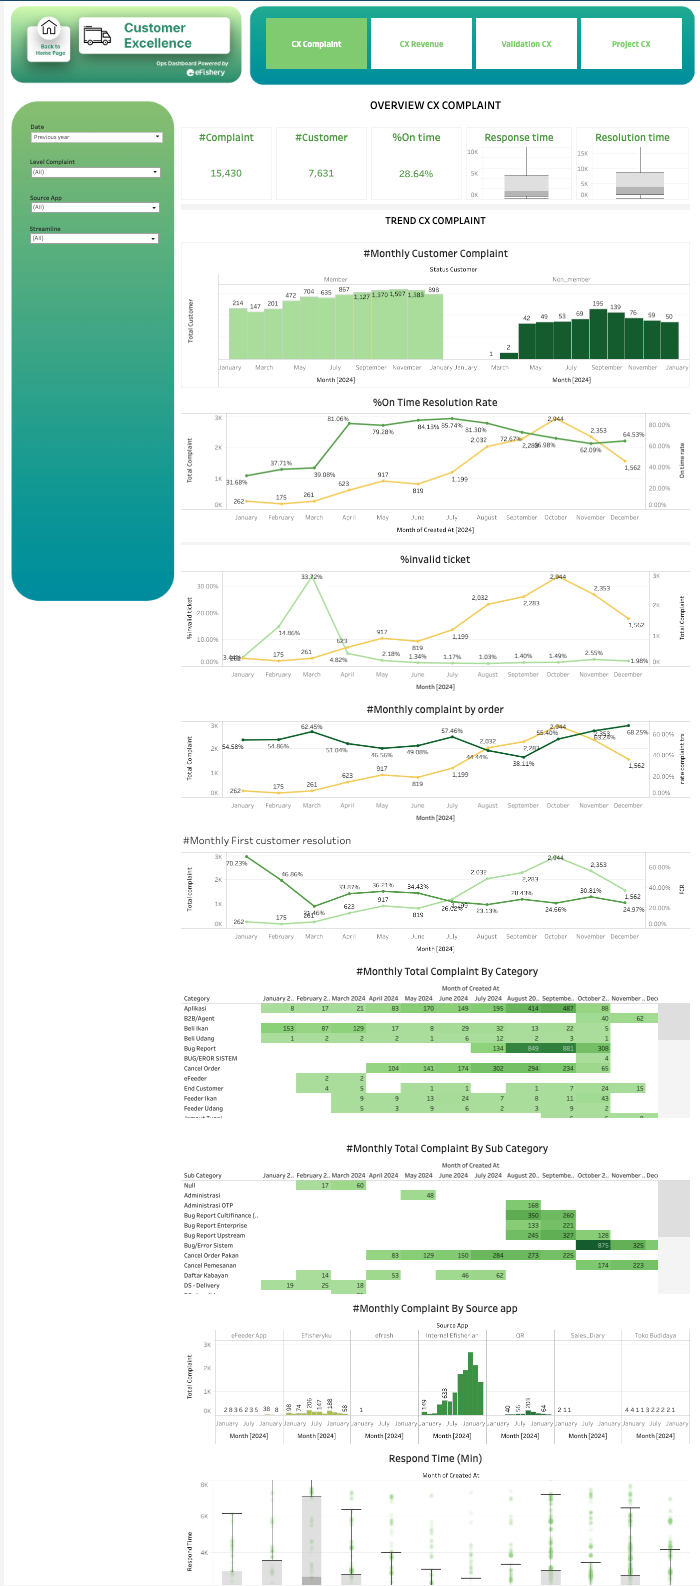 Back to
Home Page
Customer
Excellence
Ops Dashboard Powered by
eFishery
CX Complaint
CX Revenue
Validation CX
Project CX
Date
Previous year
Level Complaint
(All)
Source App
(All)
Streamline
(All)
OVERVIEW CX COMPLAINT
#Complaint
15,430
#Customer
7,631
%On time
28.64%
Response time
10K
5K
0K
Resolution time
15K
10K
5K
0K
TREND CX COMPLAINT
#Monthly Customer Complaint
Status Customer
Member Non_member
Total Customer
214 147 201 472 704 635 867 1,127 1,370 1,507 1,383 898
1 2 42 49 53 69 195 139 76 59 50
January March May July September November January January March May July September November January
Month [2024] Month [2024]
%On Time Resolution Rate
Total Complaint
3K
2K
1K
0K
31.68% 37.71% 39.08% 81.06% 79.28% 84.13% 85.74% 81.30% 72.67% 62.09% 64.53%
262 175 261 623 917 819 1,199 2,032 2,283 2,944 2,353 1,562
80.00%
60.00%
40.00%
20.00%
0.00%
On time rate
January February March April May June July August September October November December
Month of Created At [2024]
%invalid ticket
%invalid ticket
30.00%
20.00%
10.00%
0.00%
14.86% 33.72% 4.82% 2.18% 1.34% 1.17% 1.03% 1.40% 1.49% 2.55% 1.98%
262 175 261 623 917 819 1,199 2,032 2,283 2,944 2,353 1,562
3K
2K
1K
0K
Total Complaint
January February March April May June July August September October November December
Month [2024]
#Monthly complaint by order
Total Complaint
3K
2K
1K
0K
54.58% 54.86% 62.45% 51.04% 46.56% 49.08% 57.46% 44.44% 38.11% 55.40% 68.25%
262 175 261 623 917 819 1,199 2,032 2,283 2,944 2,353 1,562
60.00%
40.00%
20.00%
0.00%
rate complaint tra
January February March April May June July August September October November December
Month [2024]
#Monthly First customer resolution
Total complaint
3K
2K
1K
0K
70.23% 46.86% 21.46% 33.87% 36.21% 34.43% 26.02% 23.13% 28.43% 24.66% 30.81% 24.97%
262 175 261 623 917 819 1,199 2,032 2,283 2,944 2,353 1,562
60.00%
40.00%
20.00%
0.00%
FCR
January February March April May June July August September October November December
Month [2024]
#Monthly Total Complaint By Category
Month of Created At
Category January 2.. February 2.. March 2024 April 2024 May 2024 June 2024 July 2024 August 20.. Septembe.. October 2.. November .. Dec
Aplikasi 8 17 21 83 170 149 195 414 487 88
B2B/Agent 40 62
Beli Ikan 153 87 129 17 8 29 32 13 22 5
Beli Udang 1 2 2 2 6 12 2 3 1
Bug Report 134 849 881 308
BUG/EROR SISTEM 4
Cancel Order 104 141 174 302 294 234 65
eFeeder 2 2
End Customer 4 5 1 1 1 7 24 15
Feeder Ikan 9 9 13 24 7 8 11 43
Feeder Udang 5 3 9 6 2 3 9 2
#Monthly Total Complaint By Sub Category
Month of Created At
Sub Category January 2.. February 2.. March 2024 April 2024 May 2024 June 2024 July 2024 August 20.. Septembe.. October 2.. November .. Dec
Null 17 60
Administrasi 48
Administrasi OTP 168
Bug Report Cultifinance (.. 350 260
Bug Report Enterprise 133 221
Bug Report Upstream 245 327 128
Bug/Error Sistem 875 325
Cancel Order Pakan 83 129 150 284 273 225
Cancel Pemesanan 174 223
Daftar Kabayan 14 53 46 62
DS - Delivery 19 25 18
#Monthly Complaint By Source app
Source App
eFeeder App Efisheryku efresh Internal Efisherian QR Sales_Diary Toko Budidaya
Total Complaint
3K
2K
1K
0K
2 8 3 6 2 3 5 38 8
98 74 206 147 188 58
1
149 633
40 56 203 64
2 1 1
4 4 1 1 3 2 2 2 2 1
January July January July January July January July January July January July January July January
Month [2024] Month [2024] Month [2024] Month [2024] Month [2024] Month [2024] Month [2024]
Respond Time (Min)
Month of Created At
Respond Time
8K
6K
4K